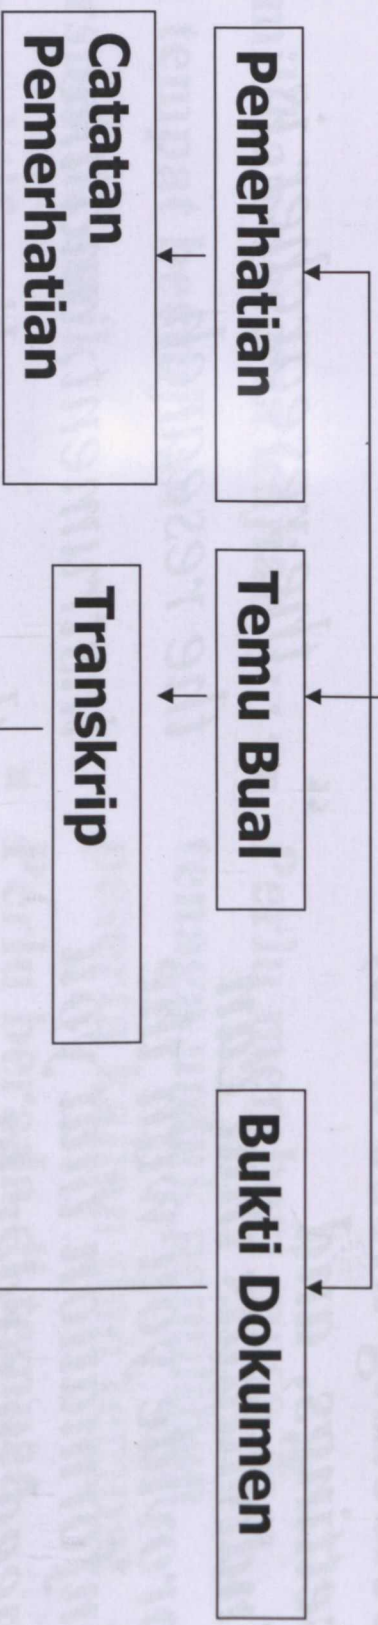 Pemerhatian
Temu Bual
Bukti Dokumen
Catatan
Pemerhatian
Transkrip